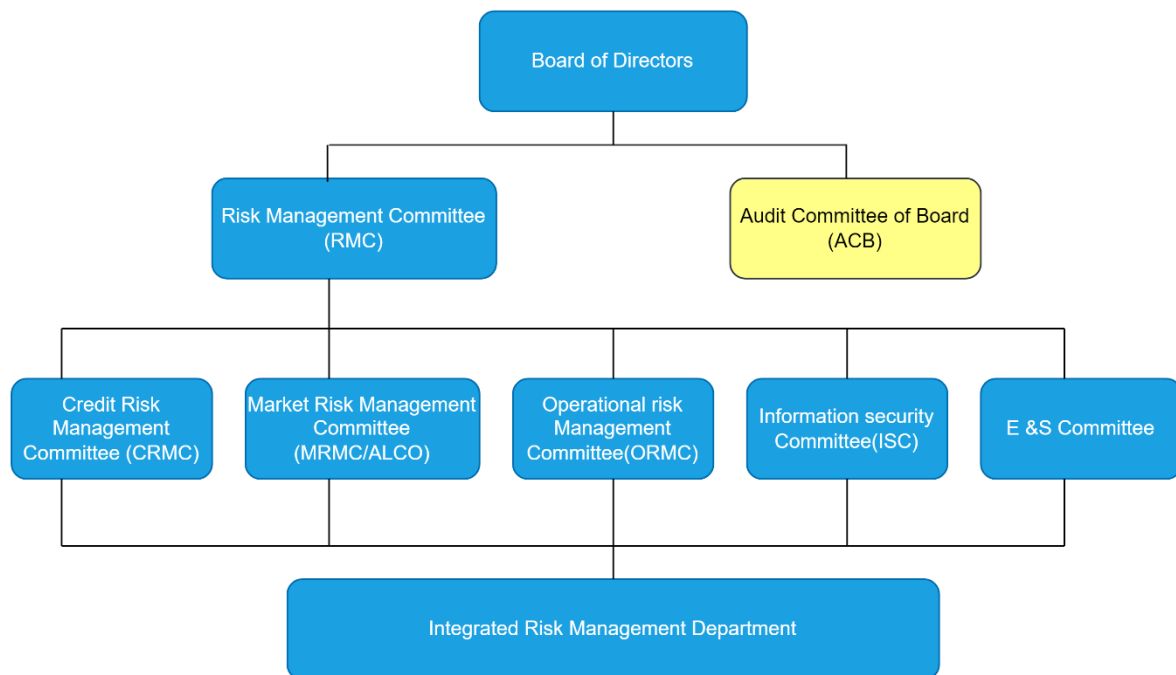 Board of Directors
Risk Management Committee
(RMC)
Audit Committee of Board
(ACB)
Credit Risk
Management
Committee (CRMC)
Market Risk Management
Committee
(MRMC/ALCO)
Operational risk
Management
Committee(ORMC)
Information security
Committee(ISC)
E &S Committee
Integrated Risk Management Department